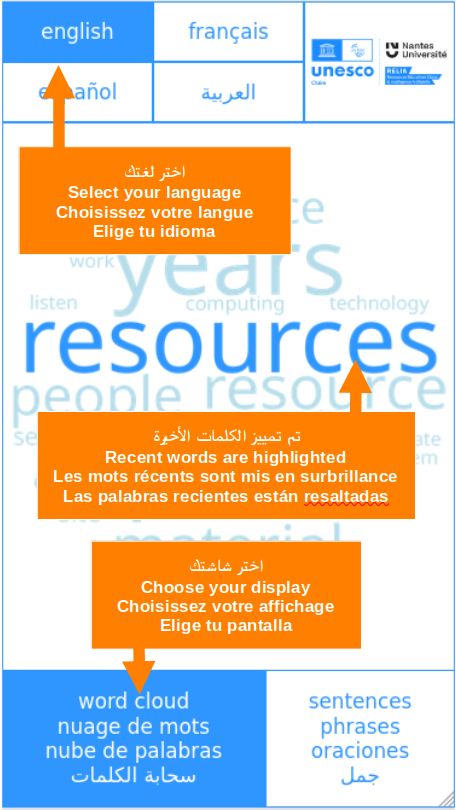 english
français
español
العربية
unesco
Chaire
Nantes
Université
RELIA
اختر لغتك
Select your language
Choisissez votre langue
Elige tu idioma
work
years
listen
computing
technology
resources
people
resource
تم تمييز الكلمات الأخيرة
Recent words are highlighted
Les mots récents sont mis en surbrillance
Las palabras recientes están resaltadas
material
اختر شاشتك
Choose your display
Choisissez votre affichage
Elige tu pantalla
word cloud
nuage de mots
nube de palabras
سحابة الكلمات
sentences
phrases
oraciones
جمل